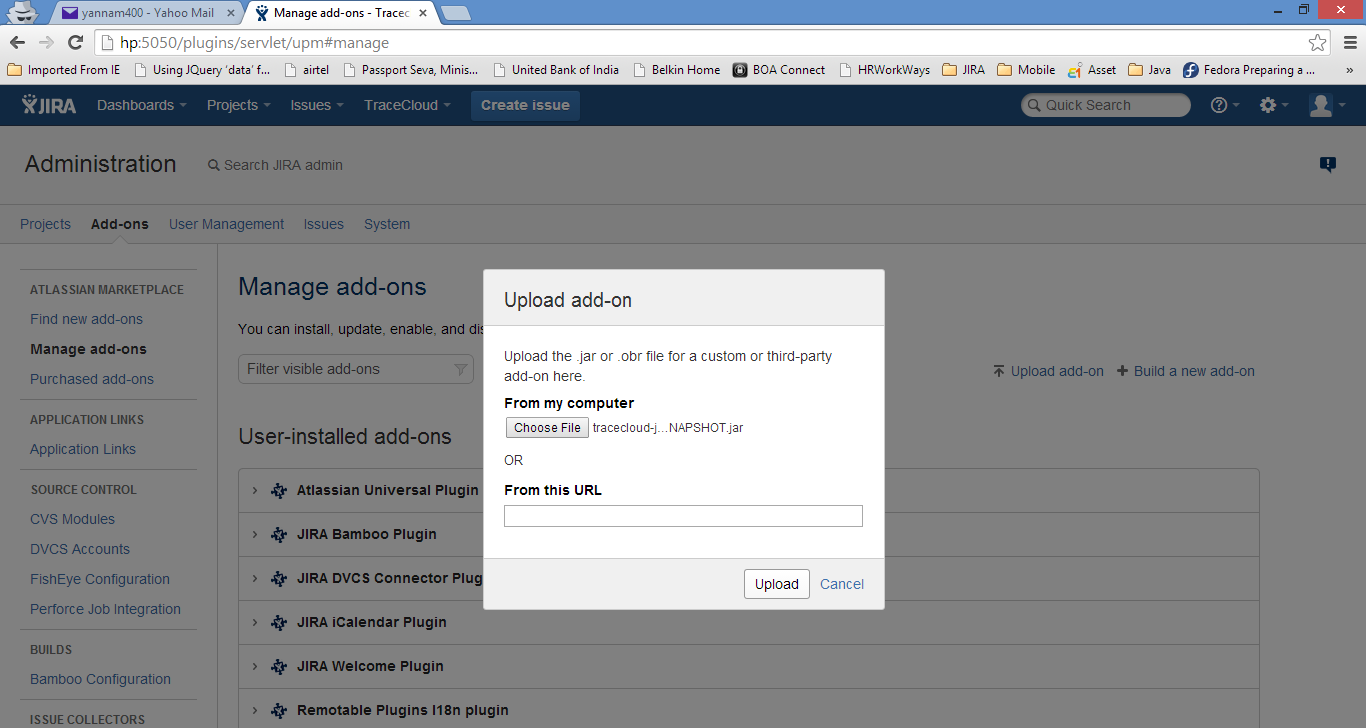 yannam400 - Yahoo Mail
Manage add-ons - Tracec
hp:5050/plugins/servlet/upm#manage
Imported From IE
Using JQuery 'data' f...
airtel
Passport Seva, Minis...
United Bank of India
Belkin Home
BOA Connect
HRWorkWays
JIRA
Mobile
Asset
Java
Fedora Preparing a ...
»
JIRA
Dashboards
Projects
Issues
TraceCloud
Create issue
Quick Search
Administration
Search JIRA admin
Projects
Add-ons
User Management
Issues
System
ATLASSIAN MARKETPLACE
Find new add-ons
Manage add-ons
Purchased add-ons
APPLICATION LINKS
Application Links
SOURCE CONTROL
CVS Modules
DVCS Accounts
FishEye Configuration
Perforce Job Integration
BUILDS
Bamboo Configuration
ISSUE COLLECTORS
Manage add-ons
You can install, update, enable, and dis
Filter visible add-ons
Upload add-on
Build a new add-on
User-installed add-ons
Atlassian Universal Plugin
JIRA Bamboo Plugin
JIRA DVCS Connector Plug
JIRA iCalendar Plugin
JIRA Welcome Plugin
Remotable Plugins I18n plugin
Upload add-on
Upload the .jar or .obr file for a custom or third-party
add-on here.
From my computer
Choose File tracecloud-j...NAPSHOT.jar
OR
From this URL
Upload
Cancel